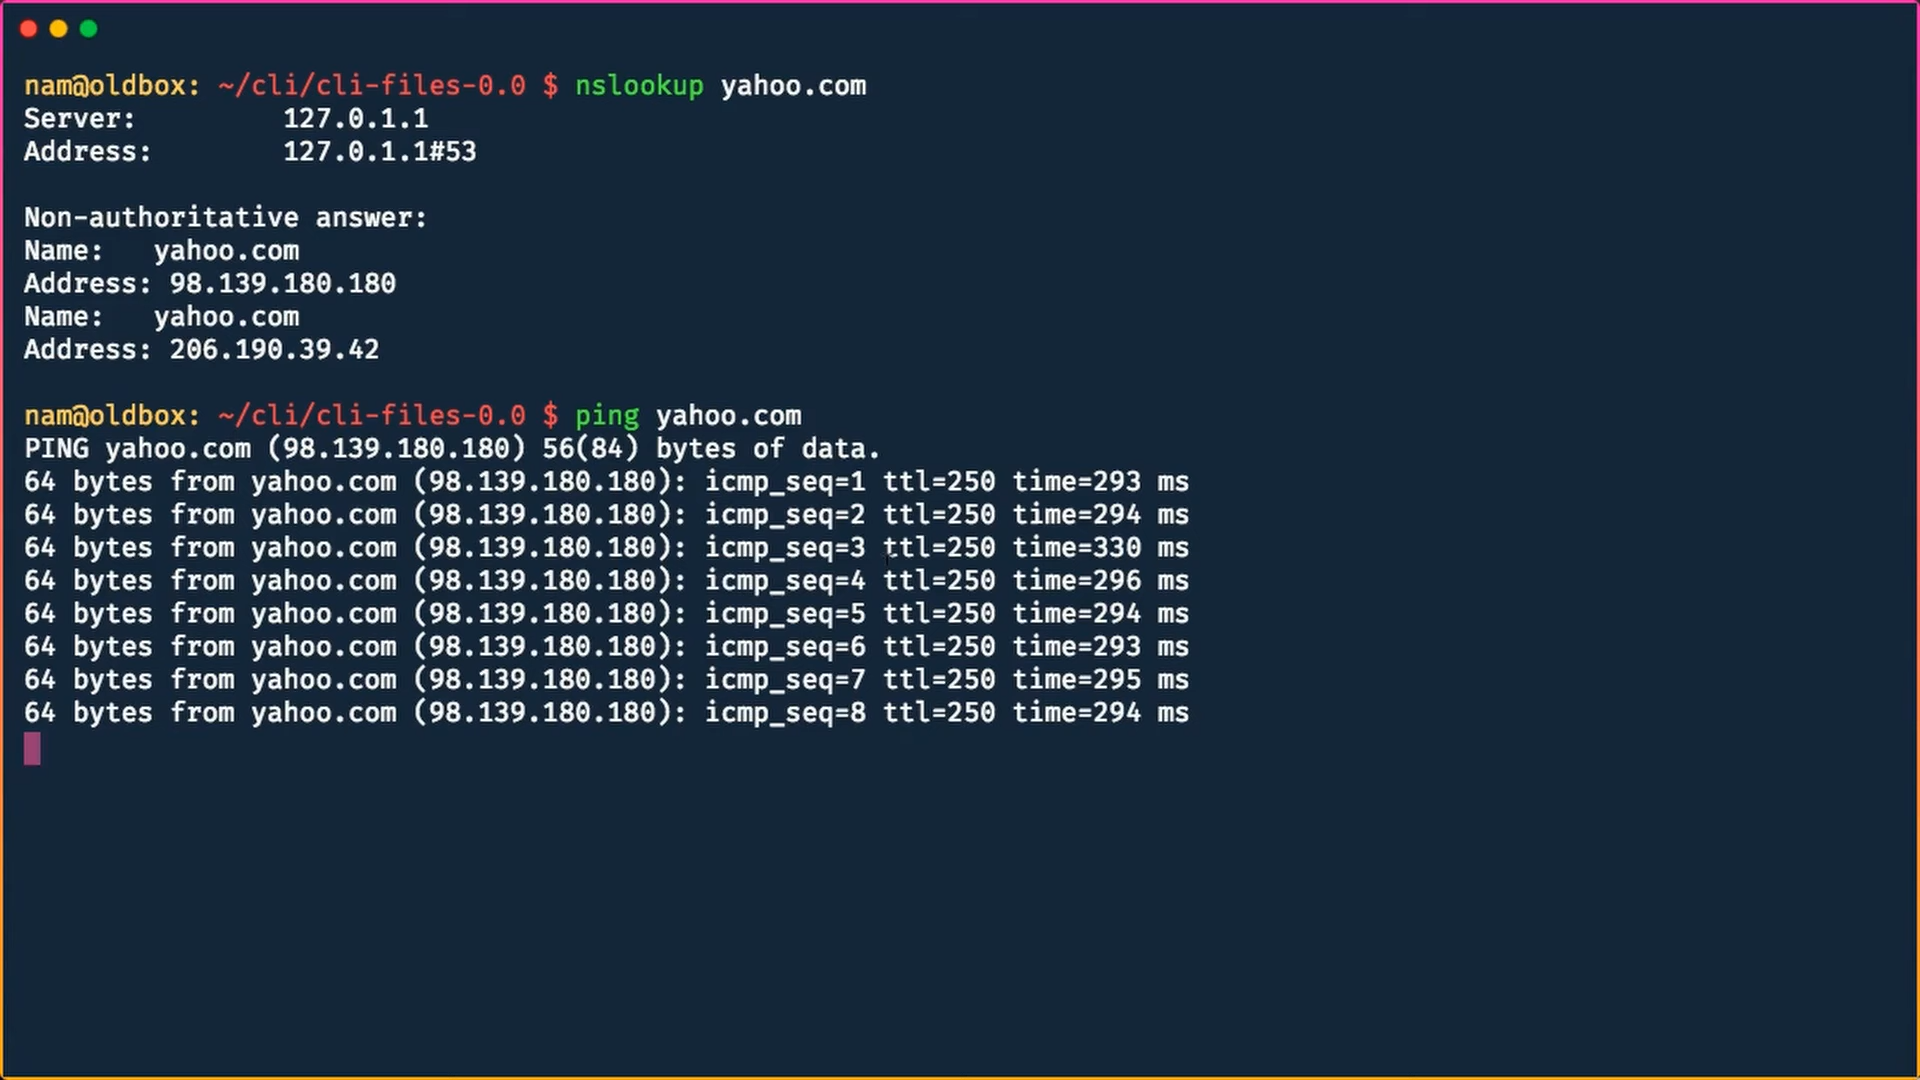 nam@oldbox: ~/cli/cli-files-0.0 $ nslookup yahoo.com
Server:         127.0.1.1
Address:        127.0.1.1#53
Non-authoritative answer:
Name:   yahoo.com
Address: 98.139.180.180
Name:   yahoo.com
Address: 206.190.39.42
nam@oldbox: ~/cli/cli-files-0.0 $ ping yahoo.com
PING yahoo.com (98.139.180.180) 56(84) bytes of data.
64 bytes from yahoo.com (98.139.180.180): icmp_seq=1 ttl=250 time=293 ms
64 bytes from yahoo.com (98.139.180.180): icmp_seq=2 ttl=250 time=294 ms
64 bytes from yahoo.com (98.139.180.180): icmp_seq=3 ttl=250 time=330 ms
64 bytes from yahoo.com (98.139.180.180): icmp_seq=4 ttl=250 time=296 ms
64 bytes from yahoo.com (98.139.180.180): icmp_seq=5 ttl=250 time=294 ms
64 bytes from yahoo.com (98.139.180.180): icmp_seq=6 ttl=250 time=293 ms
64 bytes from yahoo.com (98.139.180.180): icmp_seq=7 ttl=250 time=295 ms
64 bytes from yahoo.com (98.139.180.180): icmp_seq=8 ttl=250 time=294 ms